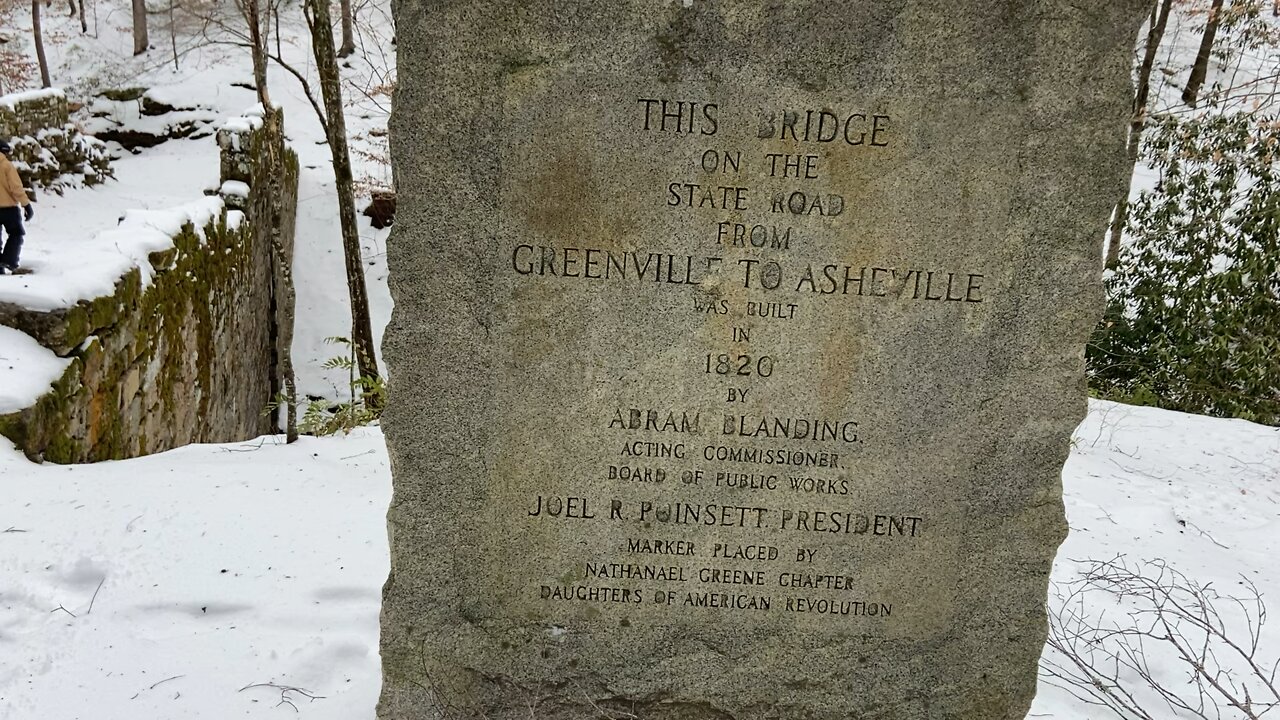 THIS BRIDGE
ON THE
STATE ROAD
FROM
GREENVILLE TO ASHEVILLE
WAS BUILT
IN
1820
BY
ABRAM BLANDING,
ACTING COMMISSIONER,
BOARD OF PUBLIC WORKS
JOEL R. POINSETT, PRESIDENT
MARKER PLACED BY
NATHANAEL GREENE CHAPTER
DAUGHTERS OF AMERICAN REVOLUTION